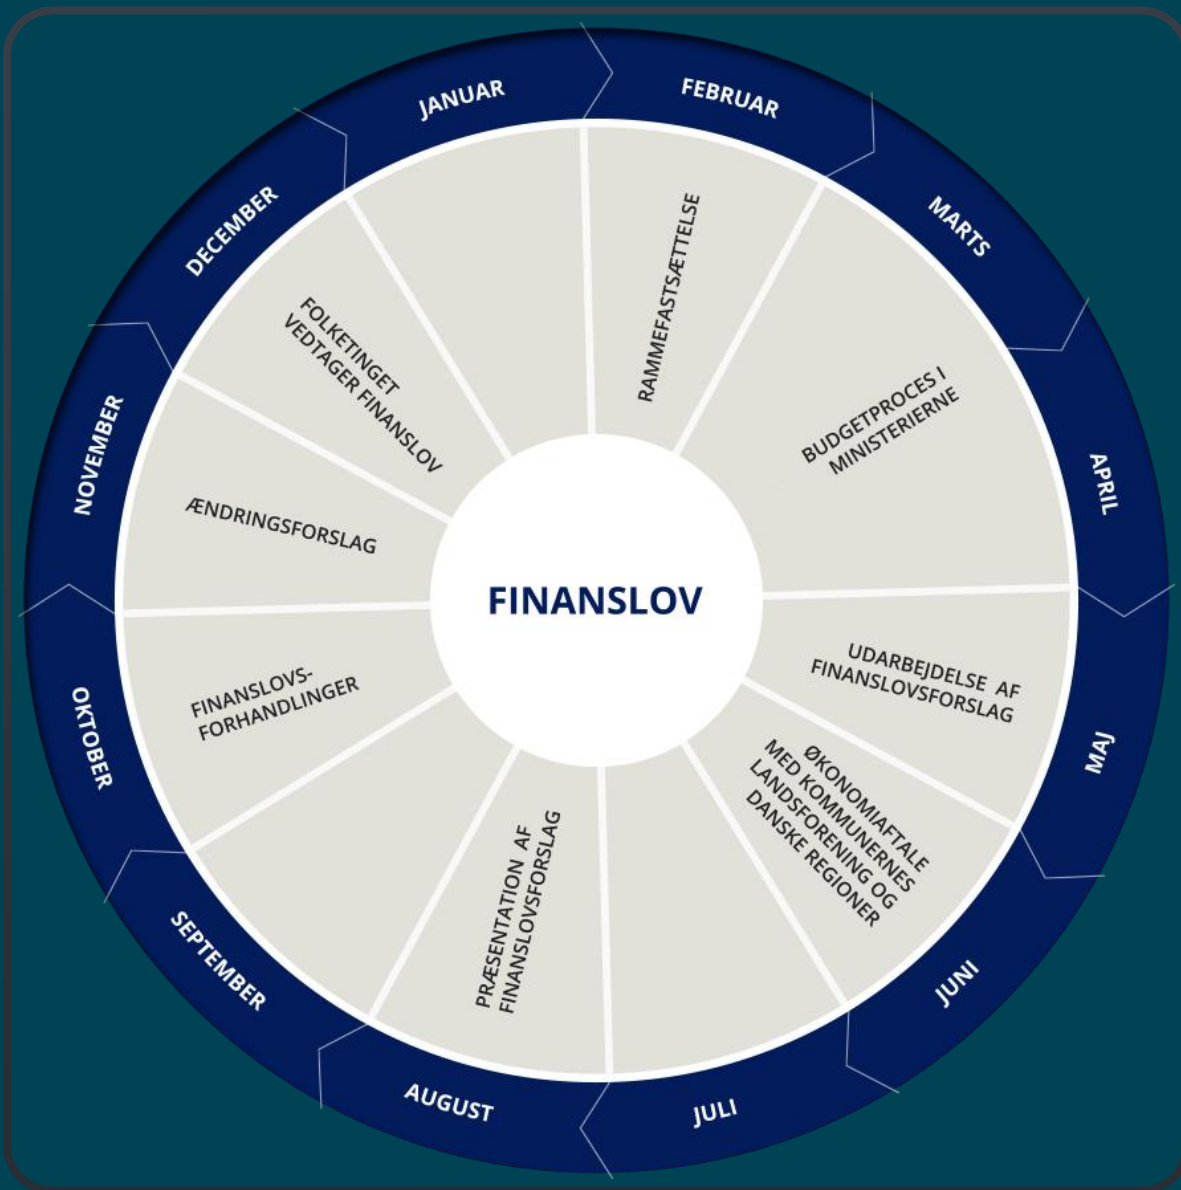 JANUAR
FEBRUAR
MARTS
APRIL
MAJ
JUNI
JULI
AUGUST
SEPTEMBER
OKTOBER
NOVEMBER
DECEMBER
RAMMEFASTSÆTTELSE
BUDGETPROCES I
MINISTERIERNE
UDARBEJDELSE AF
FINANSLOVSFORSLAG
ØKONOMIAFTALE
MED KOMMUNERNES
LANDSFORENING OG
DANSKE REGIONER
PRÆSENTATION AF
FINANSLOVSFORSLAG
FINANSLOVS-
FORHANDLINGER
ÆNDRINGSFORSLAG
FOLKETINGET
VEDTAGER FINANSLOV
FINANSLOV